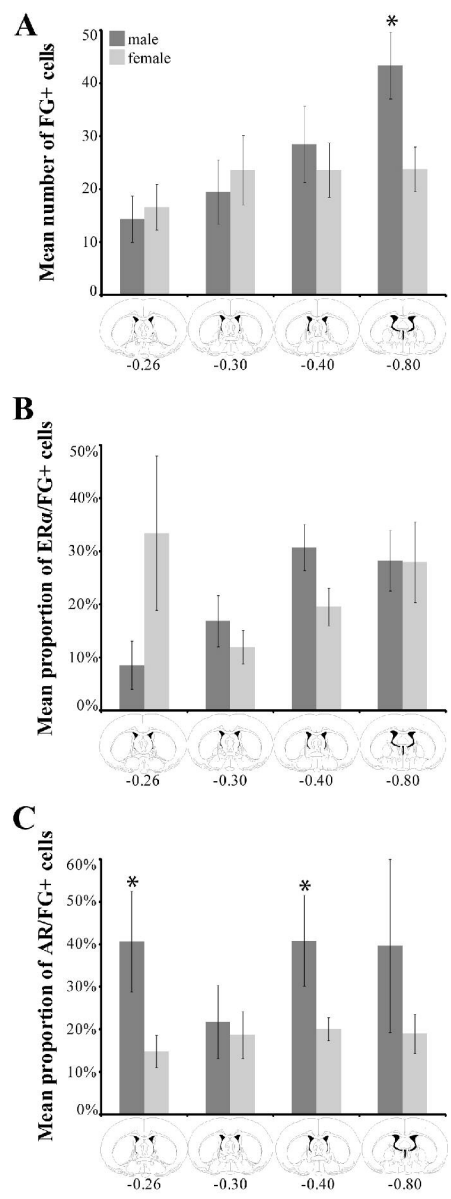 A
Mean number of FG+ cells
male
female
*
50
40
30
20
10
0
-0.26 -0.30 -0.40 -0.80
B
Mean proportion of ERα/FG+ cells
50%
40%
30%
20%
10%
0%
-0.26 -0.30 -0.40 -0.80
C
Mean proportion of AR/FG+ cells
60%
50%
40%
30%
20%
10%
0%
* *
-0.26 -0.30 -0.40 -0.80